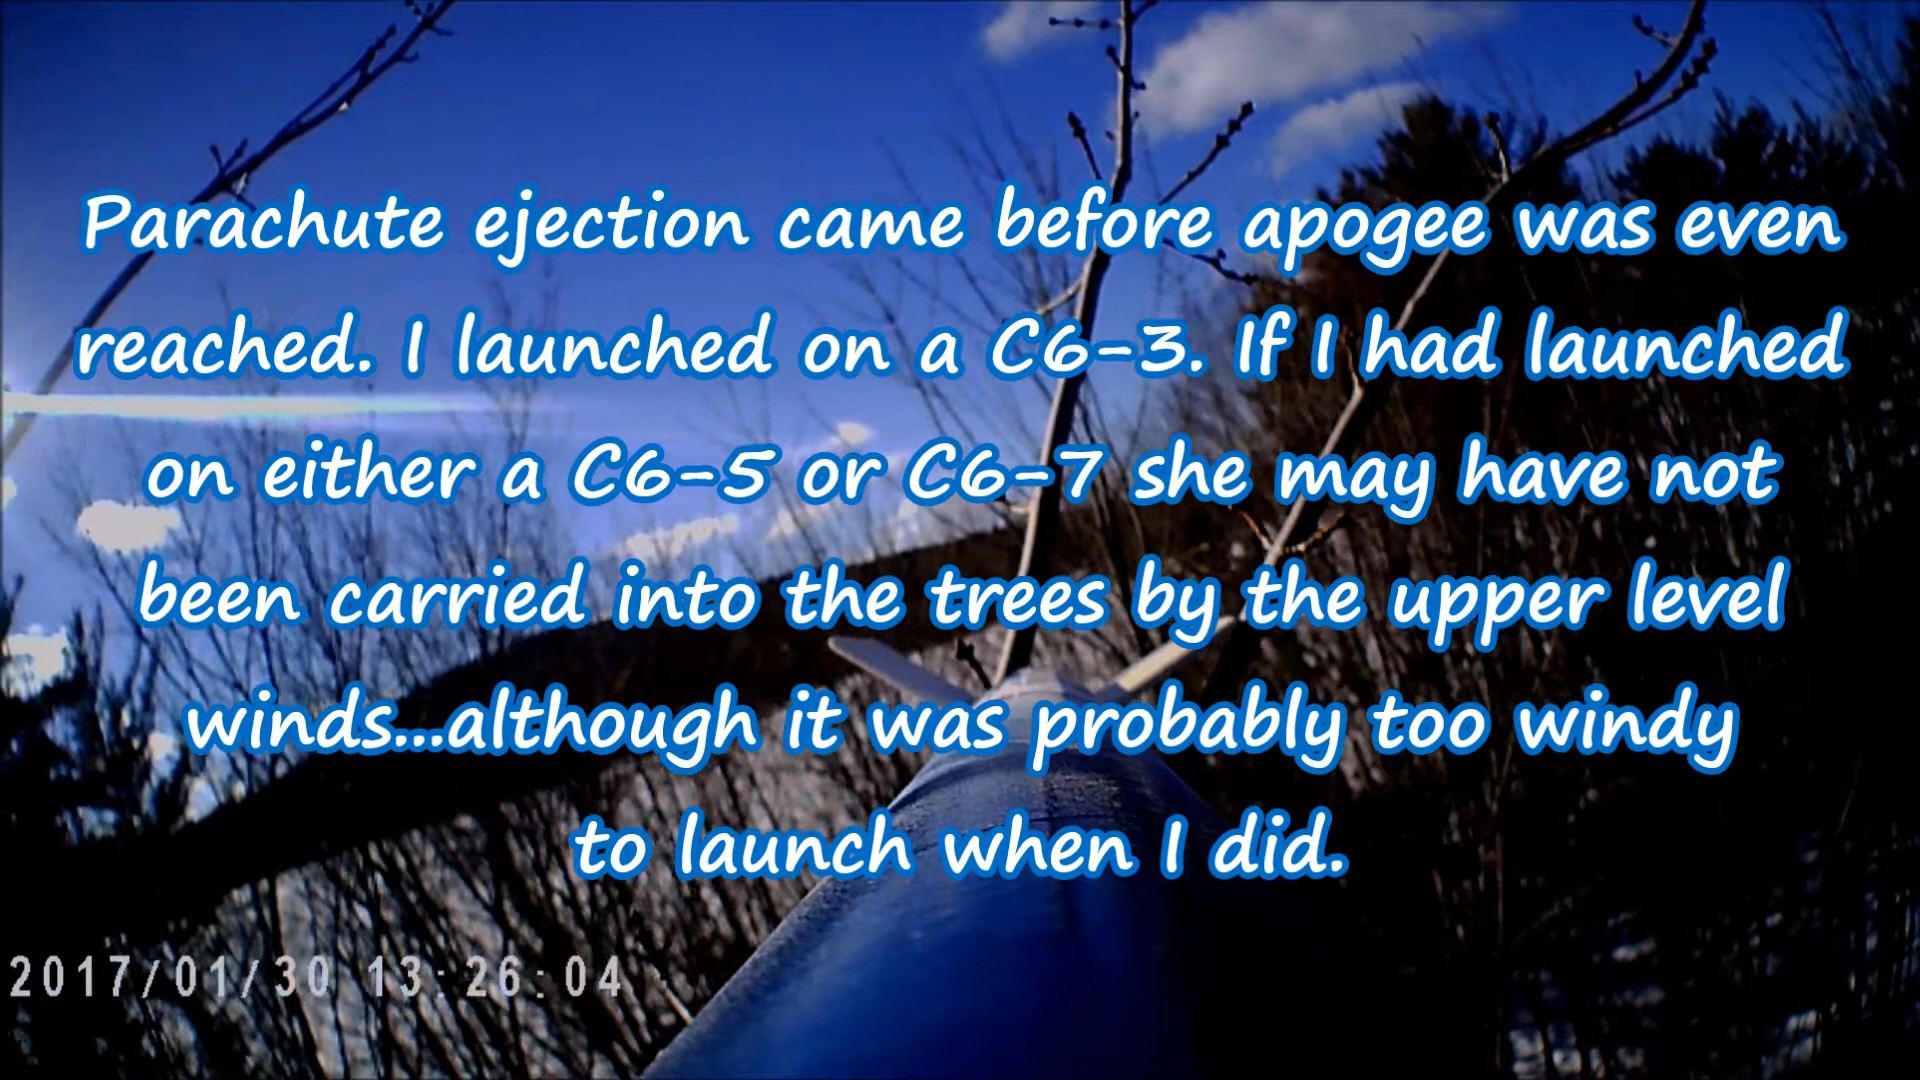 Parachute ejection came before apogee was even
reached. I launched on a C6-3. If I had launched
on either a C6-5 or C6-7 she may have not
been carried into the trees by the upper level
winds...although it was probably too windy
to launch when I did.
2017/01/30 13:26:04